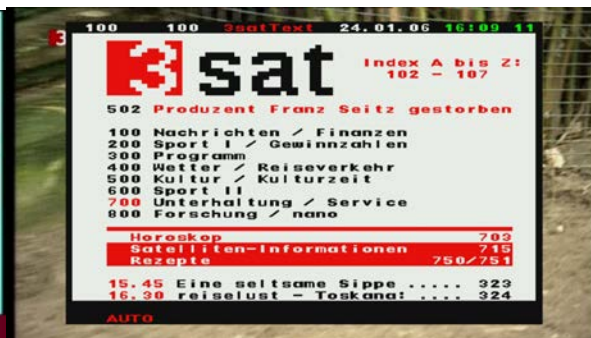 3
100 100 3satText 24.01.06 16:09 11
3sat
Index A bis Z:
102 - 107
502 Produzent Franz Seitz gestorben
100 Nachrichten / Finanzen
200 Sport I / Gewinnzahlen
300 Programm
400 Wetter / Reiseverkehr
500 Kultur / Kulturzeit
600 Sport II
700 Unterhaltung / Service
800 Forschung / nano
Horoskop 703
Satelliten-Informationen 715
Rezepte 750/751
15.45 Eine seltsame Sippe ..... 323
16.30 reiselust - Toskana: .... 324
AUTO